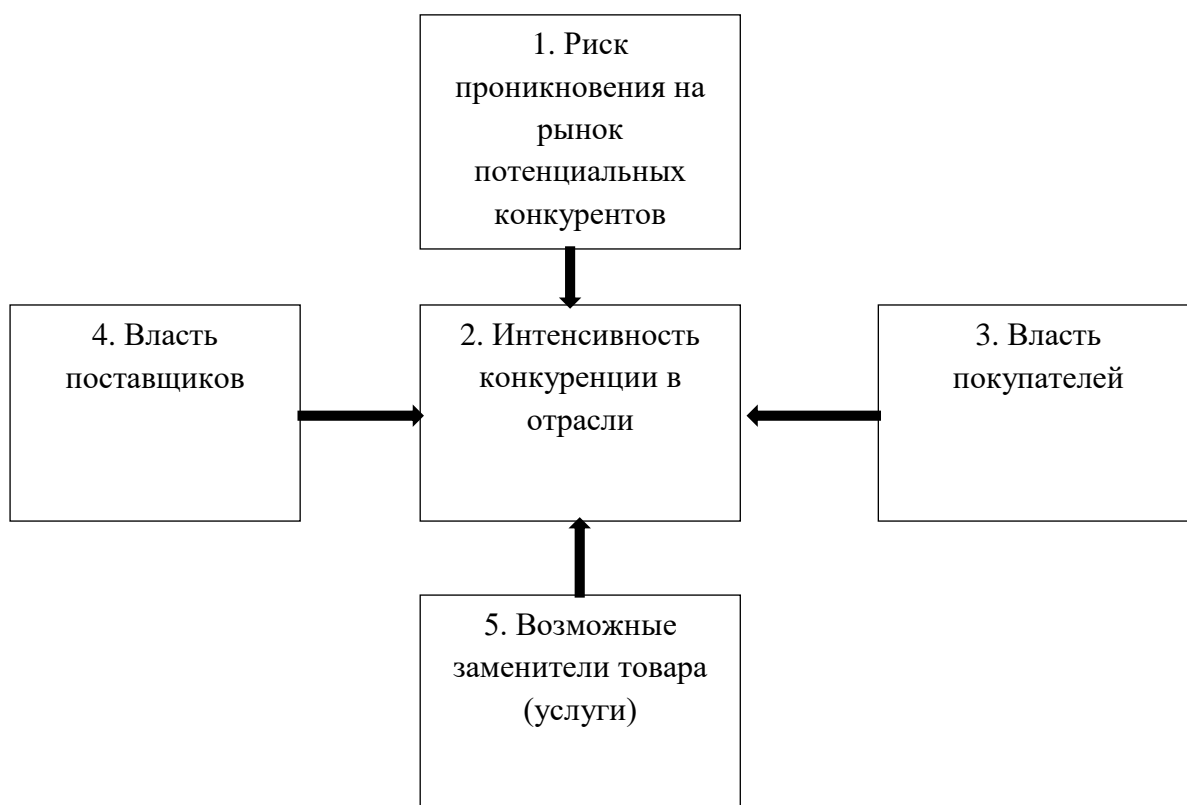 1. Риск
проникновения на
рынок
потенциальных
конкурентов
4. Власть
поставщиков
2. Интенсивность
конкуренции в
отрасли
3. Власть
покупателей
5. Возможные
заменители товара
(услуги)